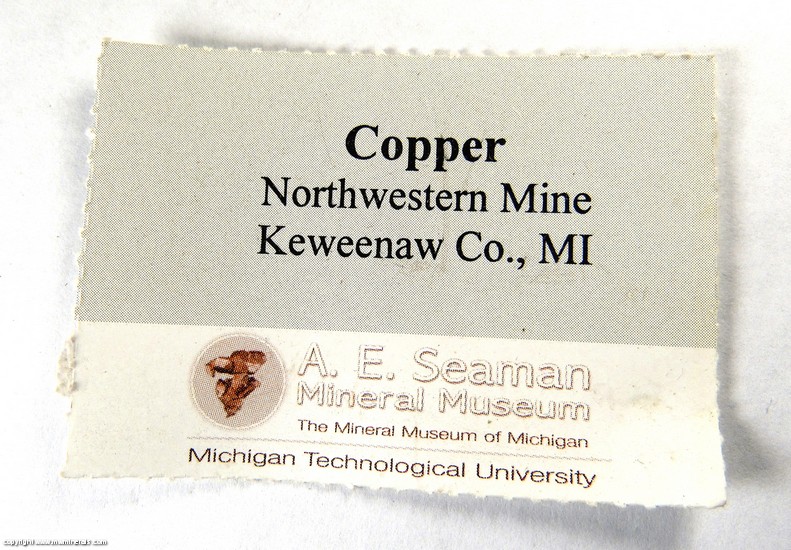 Copper
Northwestern Mine
Keweenaw Co., MI
A. E. Seaman
Mineral Museum
The Mineral Museum of Michigan
Michigan Technological University